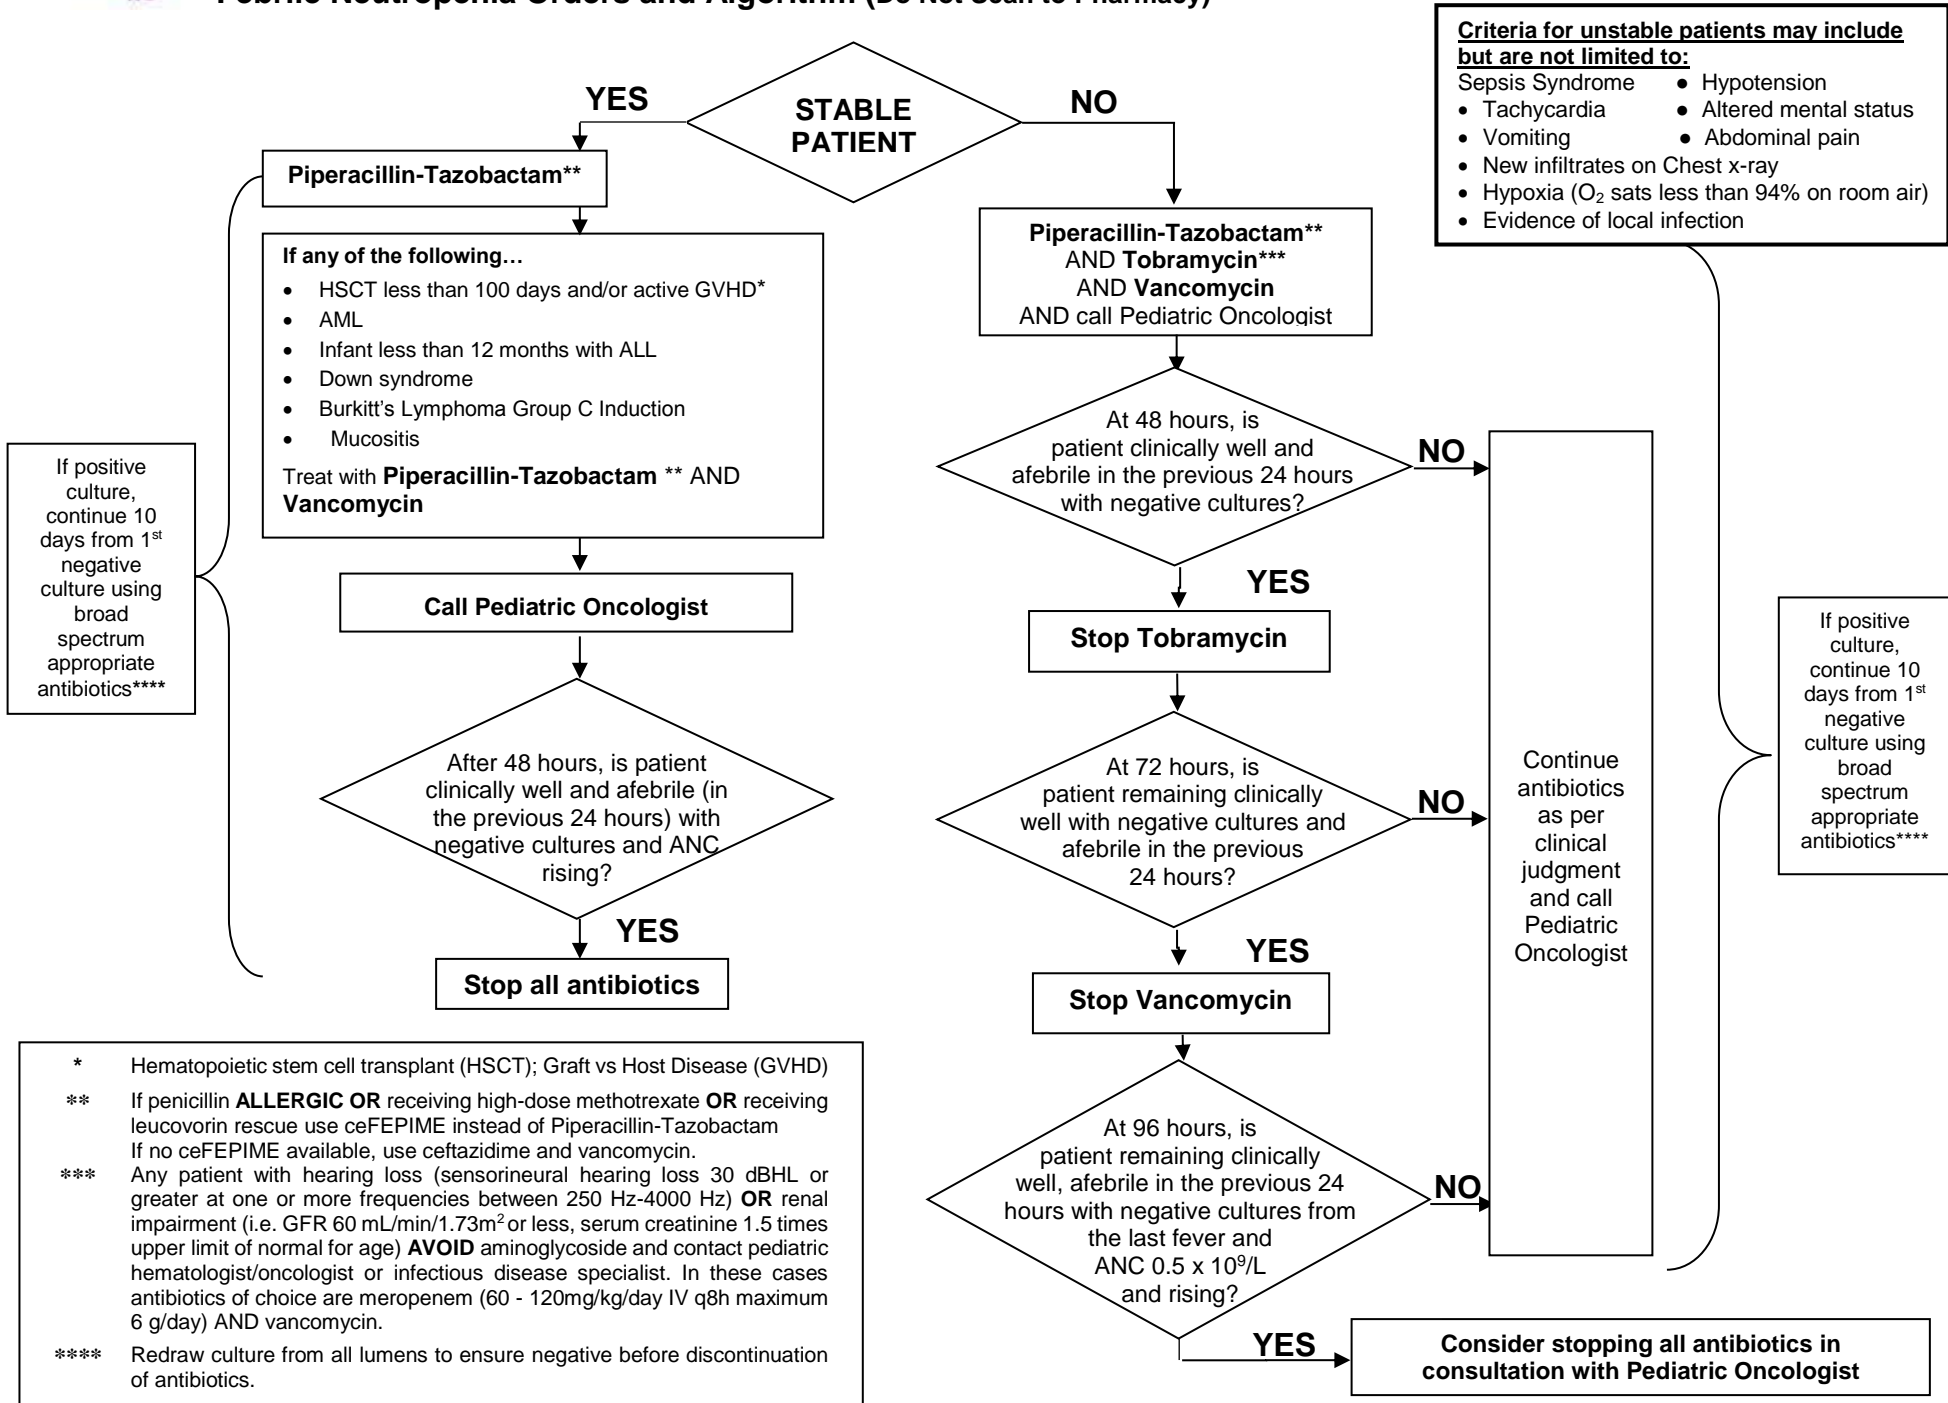 Febrile Neutropenia Orders and Algorithm (Do Not Scan to Pharmacy)
Criteria for unstable patients may include
but are not limited to:
Sepsis Syndrome ● Hypotension
• Tachycardia ● Altered mental status
• Vomiting ● Abdominal pain
• New infiltrates on Chest x-ray
• Hypoxia (O₂ sats less than 94% on room air)
• Evidence of local infection
STABLE
PATIENT
YES
NO
Piperacillin-Tazobactam**
If any of the following…
• HSCT less than 100 days and/or active GVHD*
• AML
• Infant less than 12 months with ALL
• Down syndrome
• Burkitt's Lymphoma Group C Induction
• Mucositis
Treat with Piperacillin-Tazobactam ** AND
Vancomycin
If positive
culture,
continue 10
days from 1st
negative
culture using
broad
spectrum
appropriate
antibiotics****
Call Pediatric Oncologist
After 48 hours, is patient
clinically well and afebrile (in
the previous 24 hours) with
negative cultures and ANC
rising?
YES
Stop all antibiotics
Piperacillin-Tazobactam**
AND Tobramycin***
AND Vancomycin
AND call Pediatric Oncologist
At 48 hours, is
patient clinically well and
afebrile in the previous 24 hours
with negative cultures?
NO
YES
Stop Tobramycin
At 72 hours, is
patient remaining clinically
well with negative cultures and
afebrile in the previous
24 hours?
NO
YES
Stop Vancomycin
At 96 hours, is
patient remaining clinically
well, afebrile in the previous 24
hours with negative cultures from
the last fever and
ANC 0.5 x 10⁹/L
and rising?
NO
YES
Consider stopping all antibiotics in
consultation with Pediatric Oncologist
Continue
antibiotics
as per
clinical
judgment
and call
Pediatric
Oncologist
If positive
culture,
continue 10
days from 1st
negative
culture using
broad
spectrum
appropriate
antibiotics****
* Hematopoietic stem cell transplant (HSCT); Graft vs Host Disease (GVHD)
** If penicillin ALLERGIC OR receiving high-dose methotrexate OR receiving
leucovorin rescue use ceFEPIME instead of Piperacillin-Tazobactam
If no ceFEPIME available, use ceftazidime and vancomycin.
*** Any patient with hearing loss (sensorineural hearing loss 30 dBHL or
greater at one or more frequencies between 250 Hz-4000 Hz) OR renal
impairment (i.e. GFR 60 mL/min/1.73m² or less, serum creatinine 1.5 times
upper limit of normal for age) AVOID aminoglycoside and contact pediatric
hematologist/oncologist or infectious disease specialist. In these cases
antibiotics of choice are meropenem (60 - 120mg/kg/day IV q8h maximum
6 g/day) AND vancomycin.
**** Redraw culture from all lumens to ensure negative before discontinuation
of antibiotics.